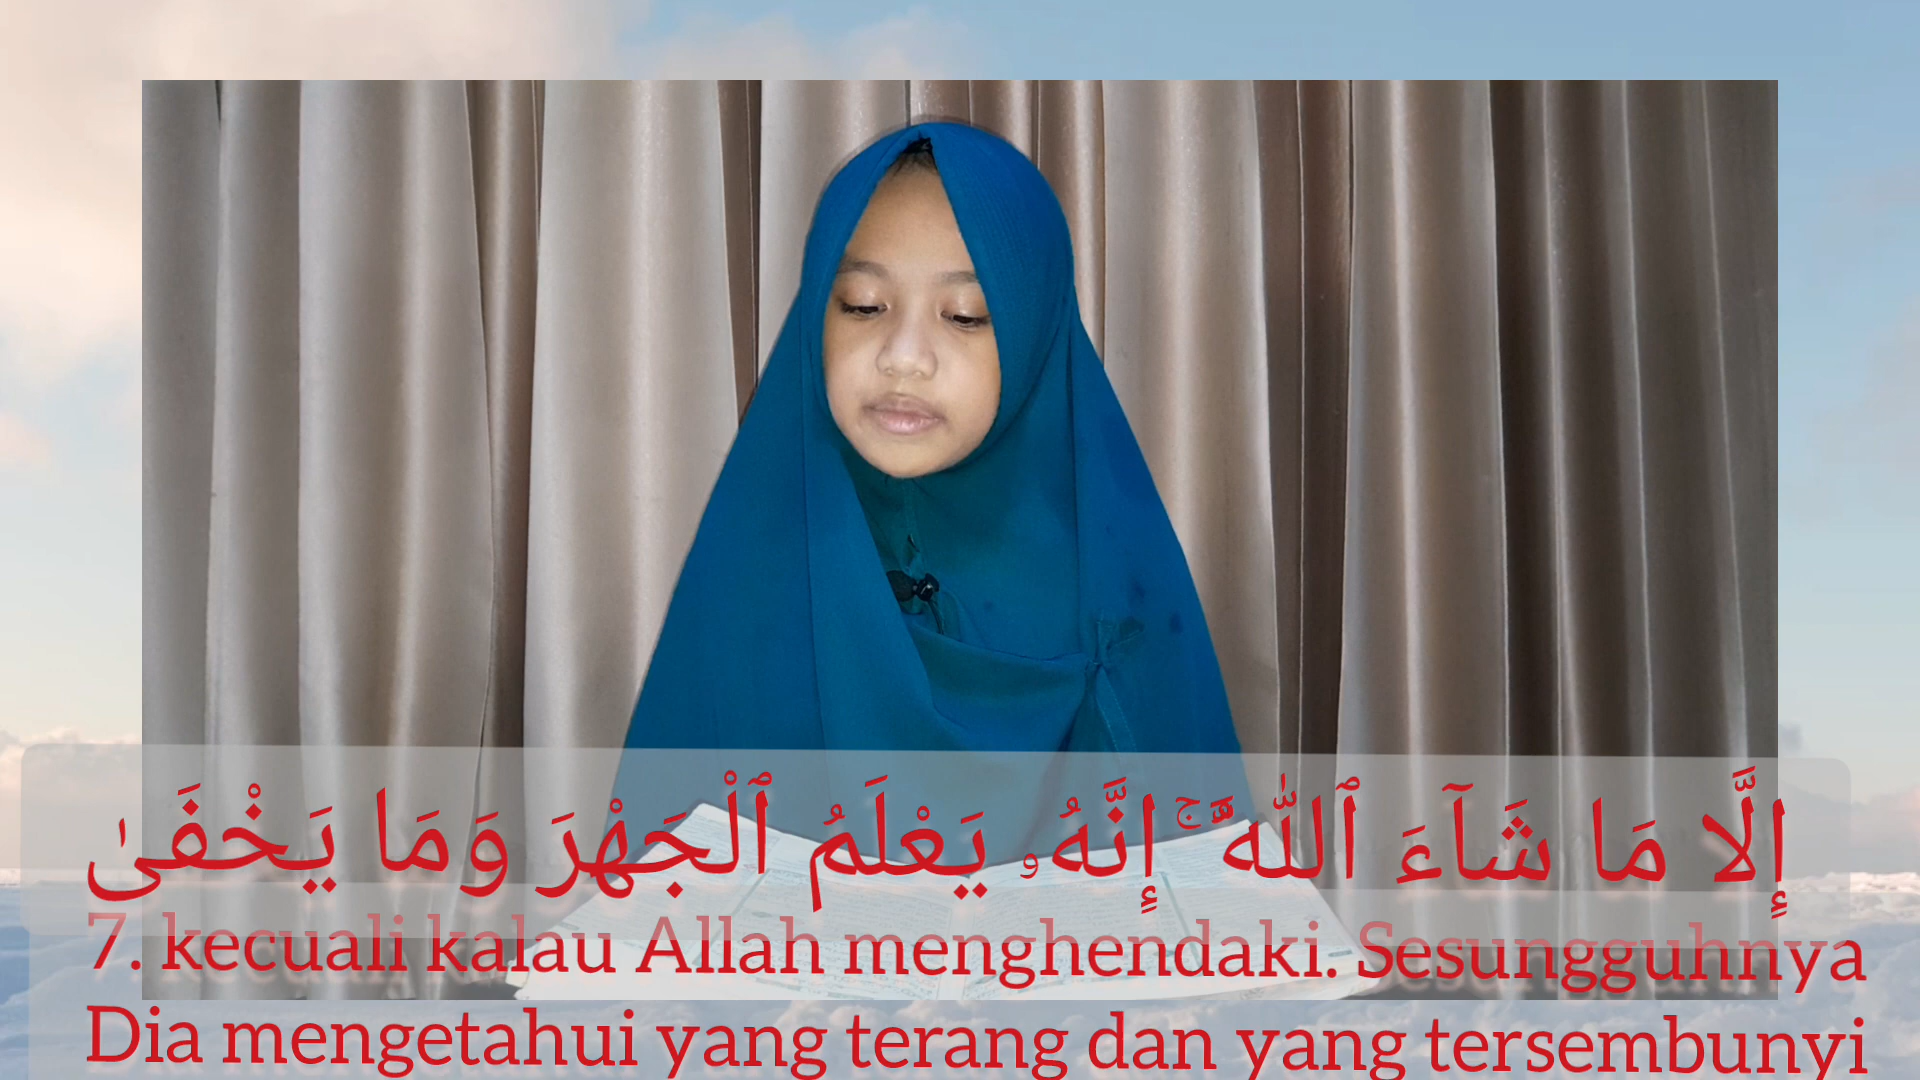 إِلَّا مَا شَآءَ ٱللَّهُ ۚ إِنَّهُۥ يَعْلَمُ ٱلْجَهْرَ وَمَا يَخْفَىٰ
7. kecuali kalau Allah menghendaki. Sesungguhnya
Dia mengetahui yang terang dan yang tersembunyi